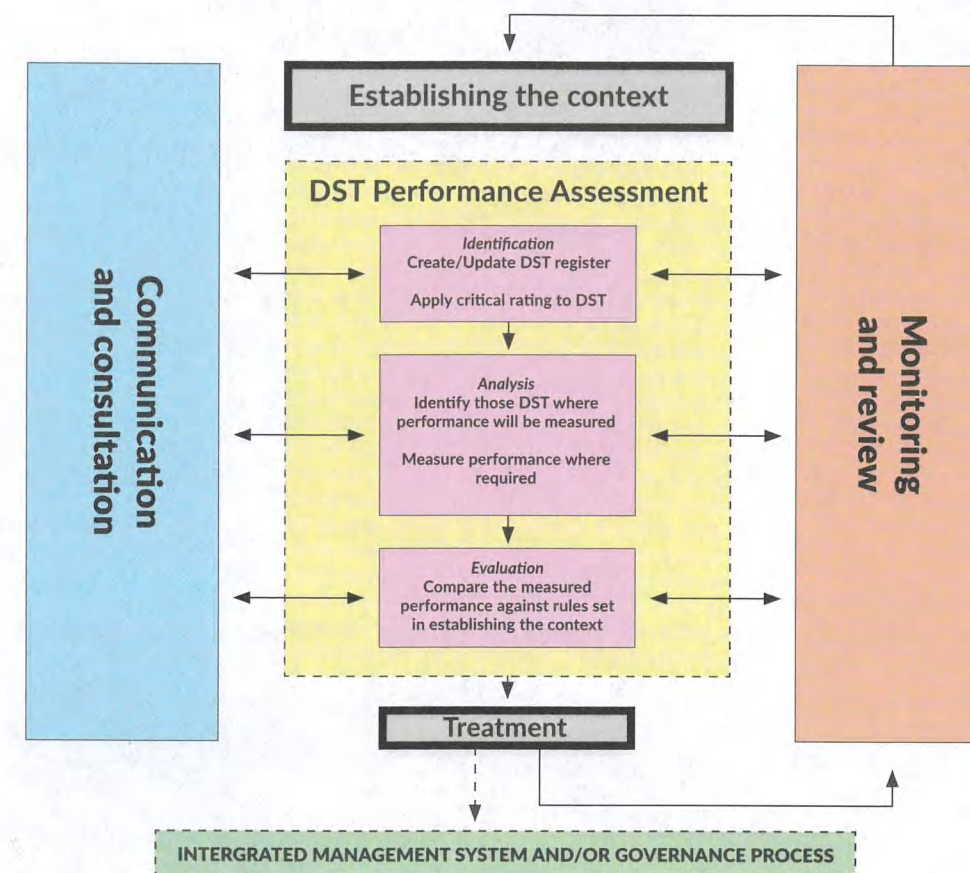 Establishing the context
DST Performance Assessment
Identification
Create/Update DST register
Apply critical rating to DST
Analysis
Identify those DST where
performance will be measured
Measure performance where
required
Evaluation
Compare the measured
performance against rules set
in establishing the context
Treatment
Communication
and consultation
Monitoring
and review
INTERGRATED MANAGEMENT SYSTEM AND/OR GOVERNANCE PROCESS